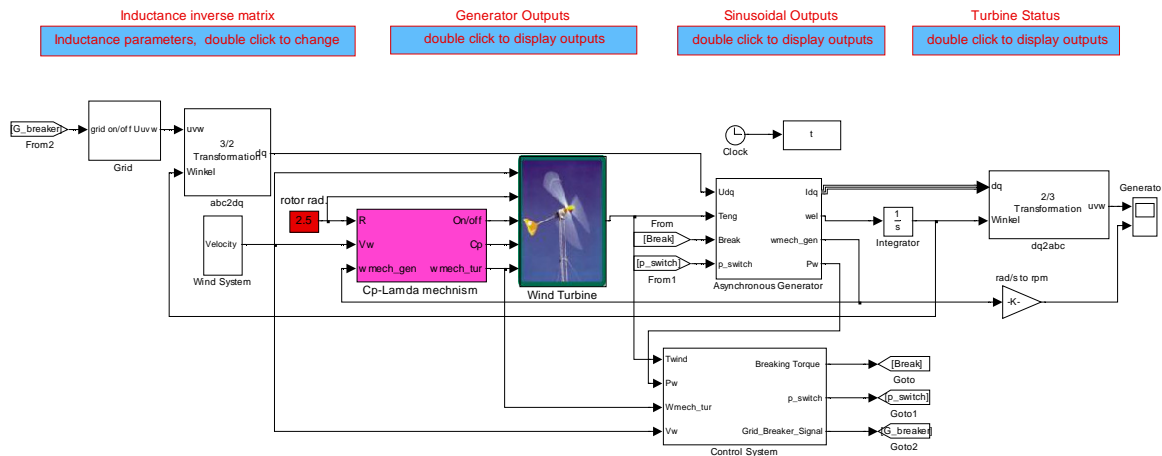 Inductance inverse matrix
Generator Outputs
Sinusoidal Outputs
Turbine Status
Inductance parameters, double click to change
double click to display outputs
double click to display outputs
double click to display outputs
[G_breaker]
From2
grid on/off Uuvw
Grid
uvw
3/2
Transformation
dq
Winkel
abc2dq
Velocity
Wind System
rotor rad.
2.5
R
Vw
w mech_gen
On/off
Cp
w mech_tur
Cp-Lamda mechnism
Wind Turbine
Clock
t
From
[Break]
[p_switch]
From1
Udq
Teng
Break
p_switch
Idq
wel
wmech_gen
Pw
Asynchronous Generator
1
s
Integrator
dq
2/3
Transformation
uvw
Winkel
dq2abc
Generato
rad/s to rpm
-K-
Twind
Pw
Wmech_tur
Vw
Breaking Torque
p_switch
Grid_Breaker_Signal
Control System
[Break]
Goto
[p_switch]
Goto1
[G_breaker]
Goto2